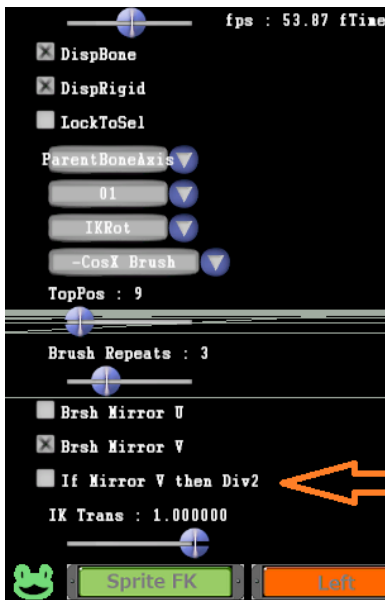 fps : 53.87 fTime
DispBone
DispRigid
LockToSel
ParentBoneAxis
01
IKRot
-CosX Brush
TopPos : 9
Brush Repeats : 3
Brsh Mirror U
Brsh Mirror V
If Mirror V then Div2
IK Trans : 1.000000
Sprite FK
Left